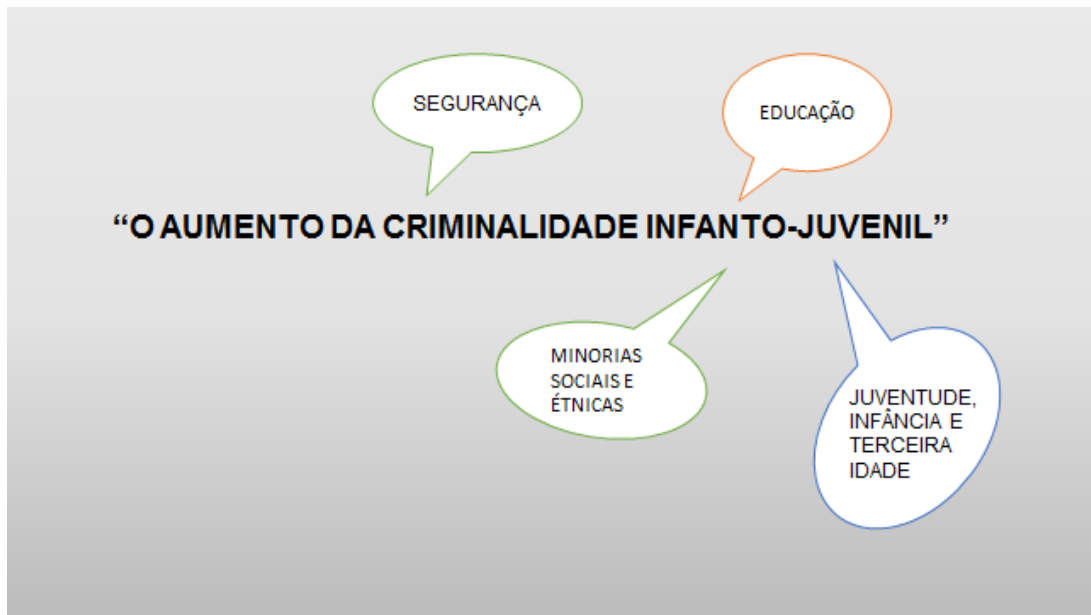 SEGURANÇA
EDUCAÇÃO
“O AUMENTO DA CRIMINALIDADE INFANTO-JUVENIL”
MINORIAS
SOCIAIS E
ÉTNICAS
JUVENTUDE,
INFÂNCIA E
TERCEIRA
IDADE